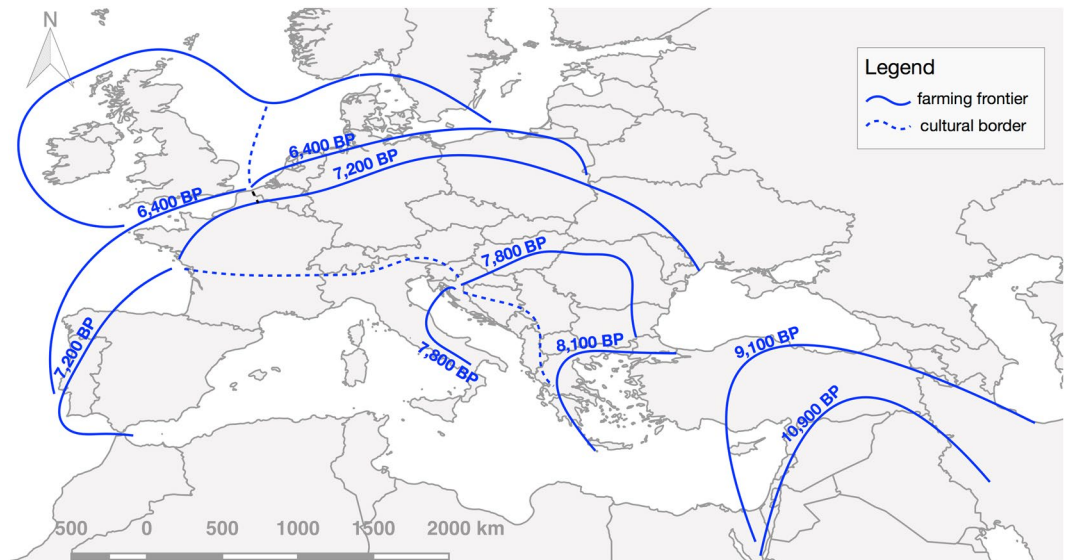 N
Legend
farming frontier
cultural border
6,400 BP
7,200 BP
6,400 BP
7,800 BP
7,200 BP
7,800 BP
8,100 BP
9,100 BP
10,900 BP
500 0 500 1000 1500 2000 km